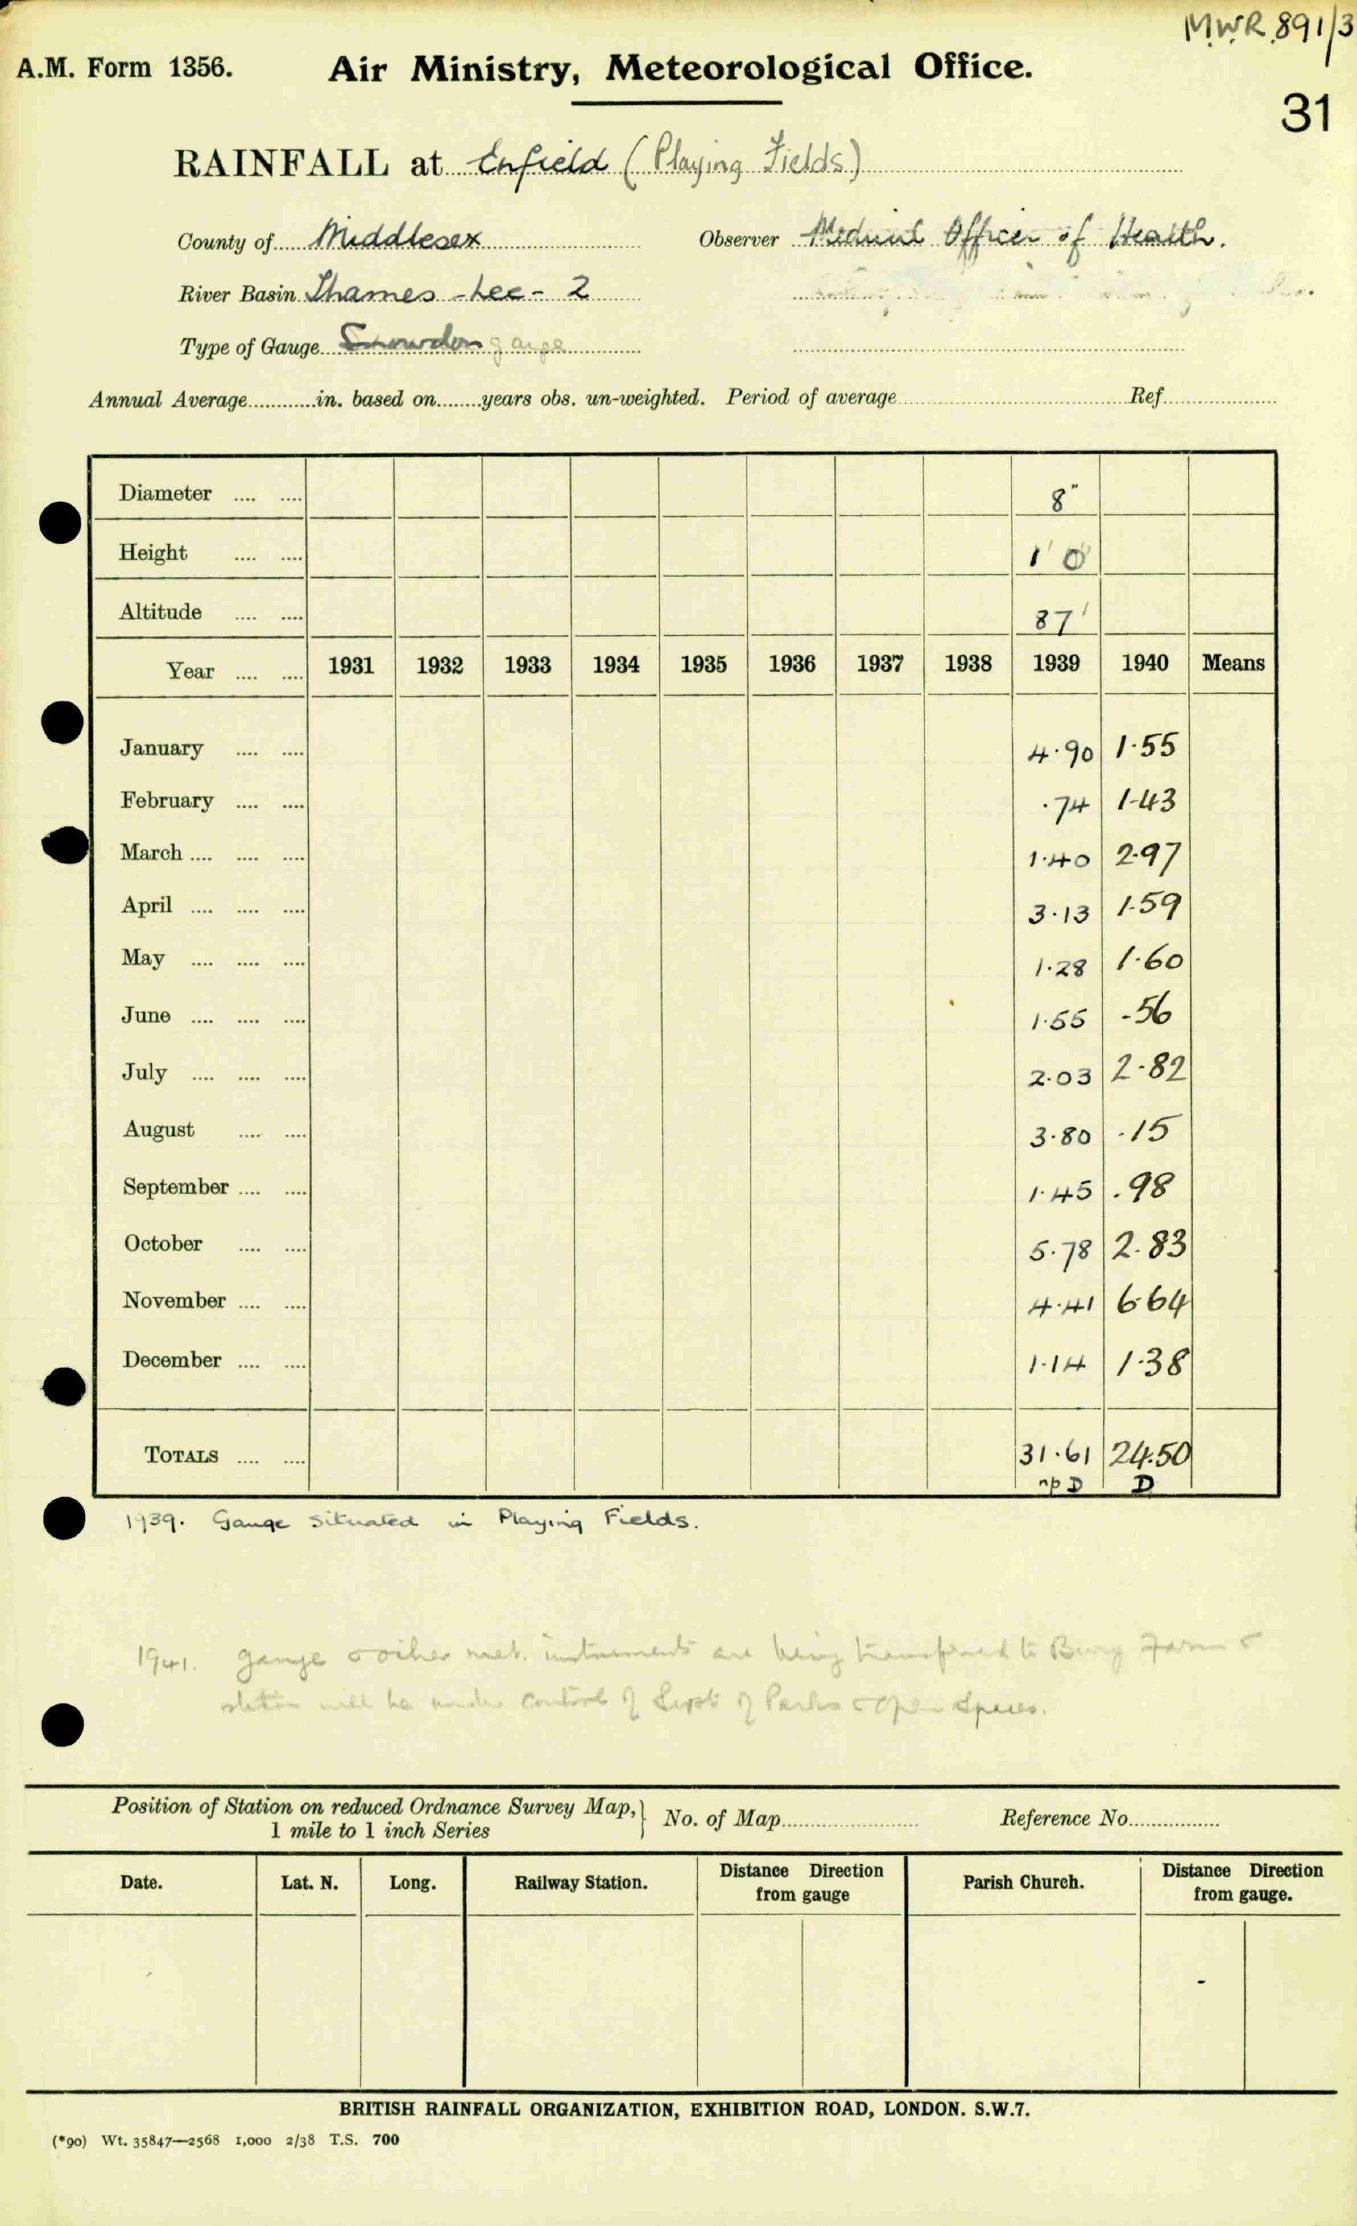 M.W.R. 891/3
A.M. Form 1356. Air Ministry, Meteorological Office.
31
RAINFALL at Enfield (Playing Fields)
County of Middlesex Observer Medical Officer of Health.
River Basin Thames - Lee - 2
Type of Gauge Snowdon gauge
Annual Average in. based on years obs. un-weighted. Period of average Ref
Diameter .... .... 8"
Height .... .... 1' 0"
Altitude .... .... 87'
Year .... .... 1931 1932 1933 1934 1935 1936 1937 1938 1939 1940 Means
January .... .... 4.90 1.55
February .... .... .74 1.43
March .... .... .... 1.40 2.97
April .... .... .... 3.13 1.59
May .... .... .... 1.28 1.60
June .... .... .... 1.55 .56
July .... .... .... 2.03 2.82
August .... .... 3.80 .15
September .... .... 1.45 .98
October .... .... 5.78 2.83
November .... .... 4.41 6.64
December .... .... 1.14 1.38
TOTALS .... .... 31.61 24.50
np D D
1939. Gauge situated in Playing Fields.
1941. gauge & other met. instruments are being transferred to Bury Farm &
station will be under control of Supt of Parks & Open Spaces.
Position of Station on reduced Ordnance Survey Map, } No. of Map Reference No
1 mile to 1 inch Series
Date. Lat. N. Long. Railway Station. Distance Direction from gauge Parish Church. Distance Direction from gauge.
BRITISH RAINFALL ORGANIZATION, EXHIBITION ROAD, LONDON. S.W.7.
(*90) Wt. 35847—2568 1,000 2/38 T.S. 700